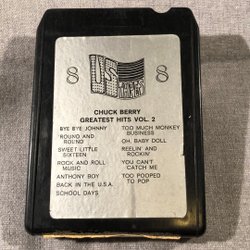 8
8
US
CHUCK BERRY
GREATEST HITS VOL. 2
BYE BYE JOHNNY
'ROUND AND
ROUND
SWEET LITTLE
SIXTEEN
ROCK AND ROLL
MUSIC
ANTHONY BOY
BACK IN THE U.S.A.
SCHOOL DAYS
TOO MUCH MONKEY
BUSINESS
OH, BABY DOLL
REELIN' AND
ROCKIN'
YOU CAN'T
CATCH ME
TOO POOPED
TO POP